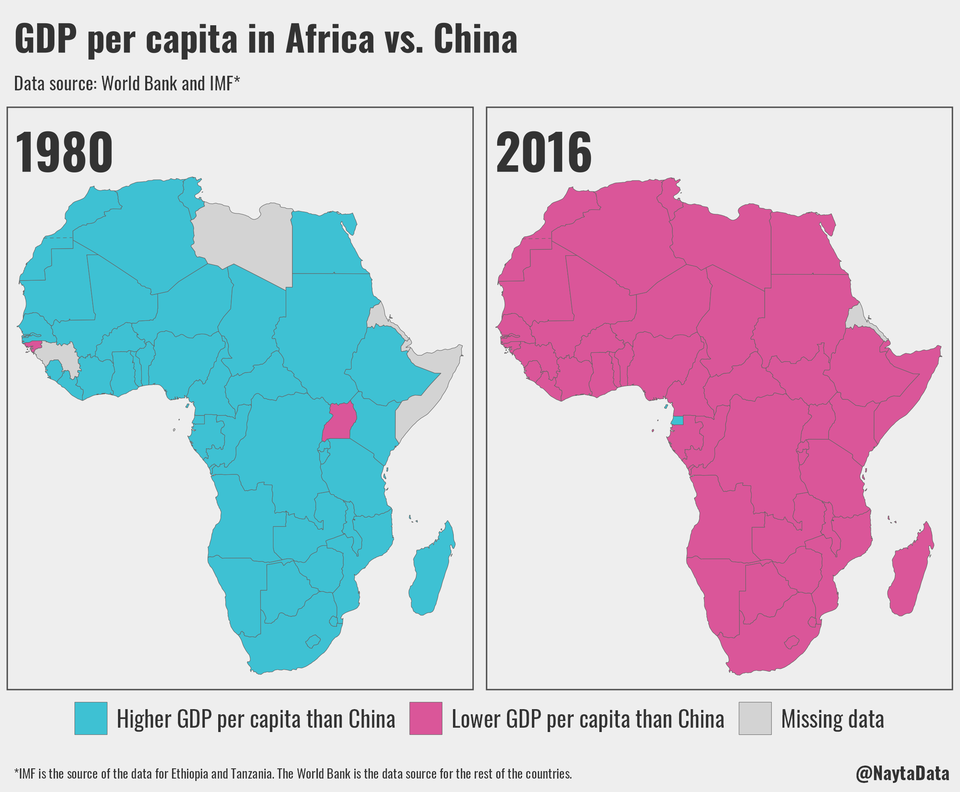 GDP per capita in Africa vs. China
Data source: World Bank and IMF*
1980
2016
Higher GDP per capita than China
Lower GDP per capita than China
Missing data
*IMF is the source of the data for Ethiopia and Tanzania. The World Bank is the data source for the rest of the countries.
@NaytaData